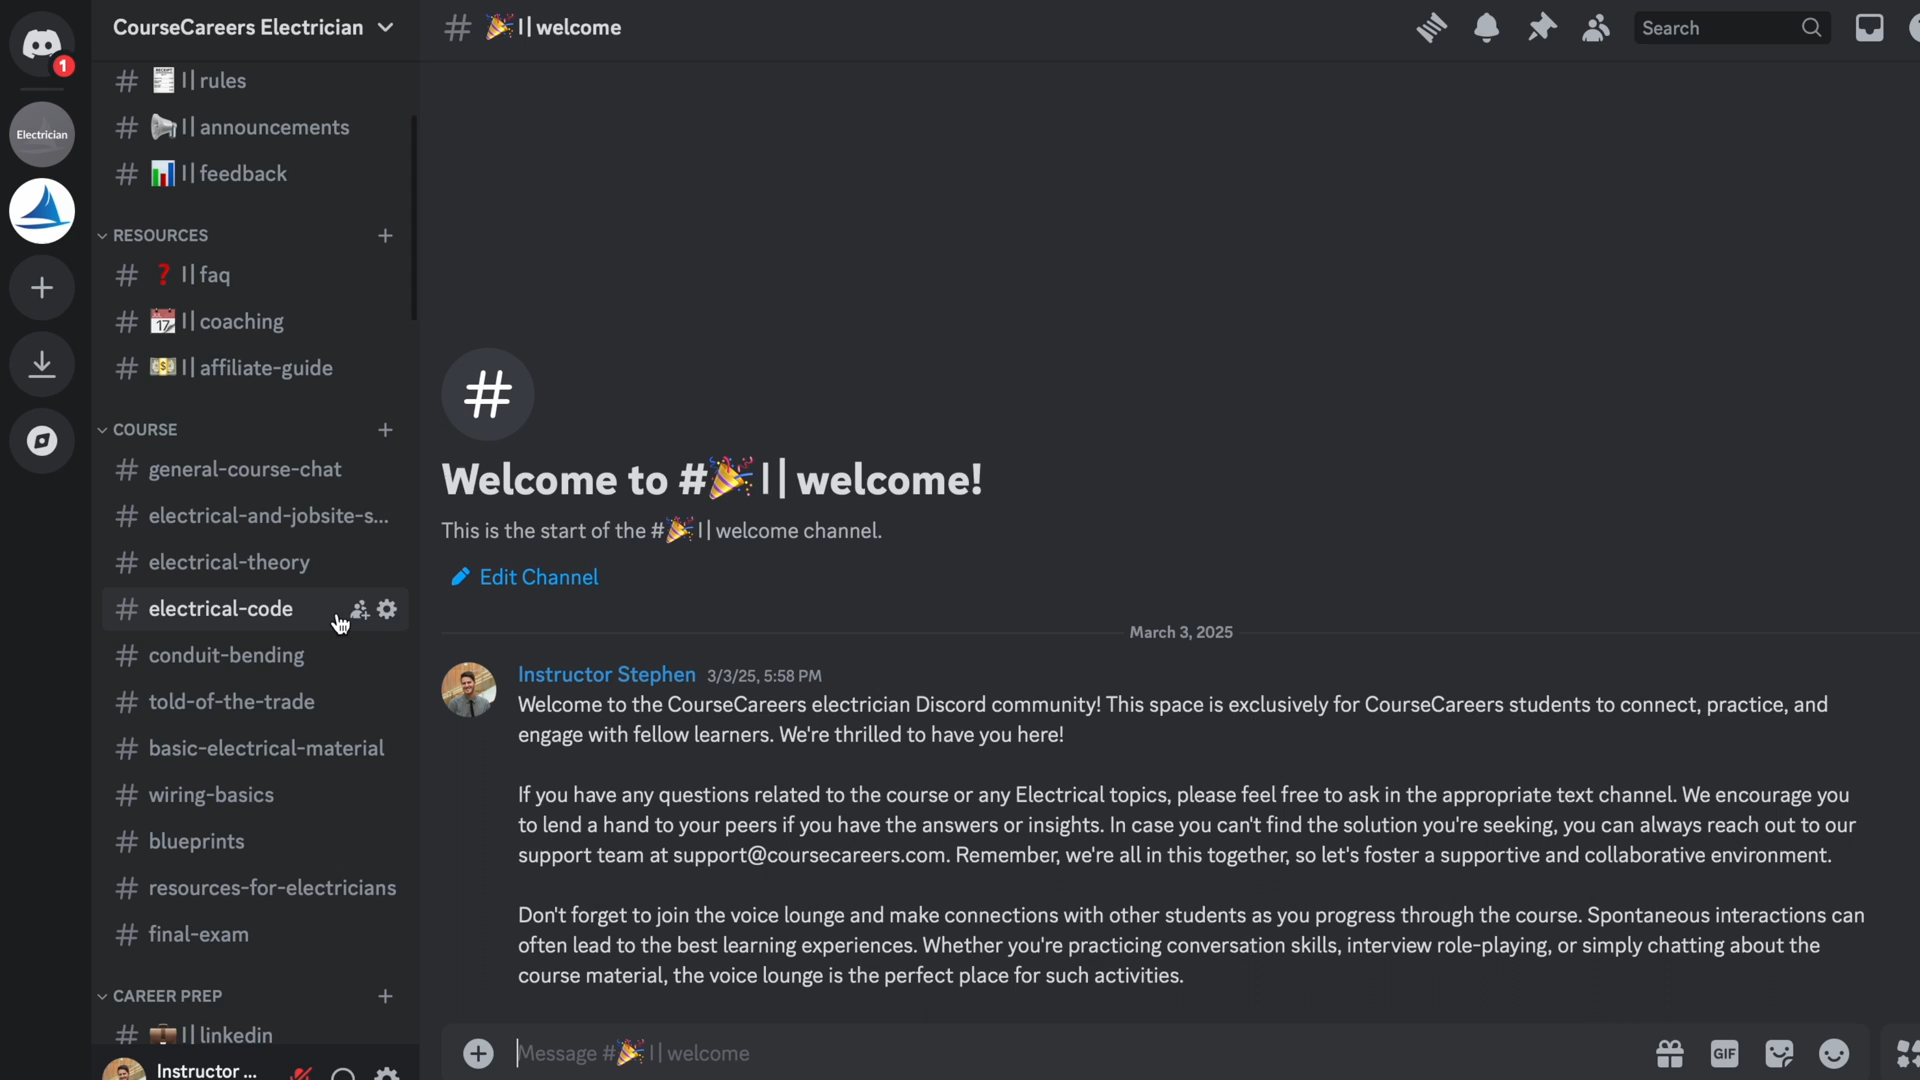 CourseCareers Electrician
1
Electrician
# || rules
# || announcements
# || feedback
RESOURCES
# ❓ || faq
# 17 || coaching
# || affiliate-guide
COURSE
# general-course-chat
# electrical-and-jobsite-s...
# electrical-theory
# electrical-code
# conduit-bending
# told-of-the-trade
# basic-electrical-material
# wiring-basics
# blueprints
# resources-for-electricians
# final-exam
CAREER PREP
# || linkedin
Instructor ...
# 🎉 || welcome
Search
#
Welcome to #🎉 || welcome!
This is the start of the #🎉 || welcome channel.
Edit Channel
March 3, 2025
Instructor Stephen 3/3/25, 5:58 PM
Welcome to the CourseCareers electrician Discord community! This space is exclusively for CourseCareers students to connect, practice, and
engage with fellow learners. We're thrilled to have you here!
If you have any questions related to the course or any Electrical topics, please feel free to ask in the appropriate text channel. We encourage you
to lend a hand to your peers if you have the answers or insights. In case you can't find the solution you're seeking, you can always reach out to our
support team at support@coursecareers.com. Remember, we're all in this together, so let's foster a supportive and collaborative environment.
Don't forget to join the voice lounge and make connections with other students as you progress through the course. Spontaneous interactions can
often lead to the best learning experiences. Whether you're practicing conversation skills, interview role-playing, or simply chatting about the
course material, the voice lounge is the perfect place for such activities.
Message #🎉 || welcome
GIF